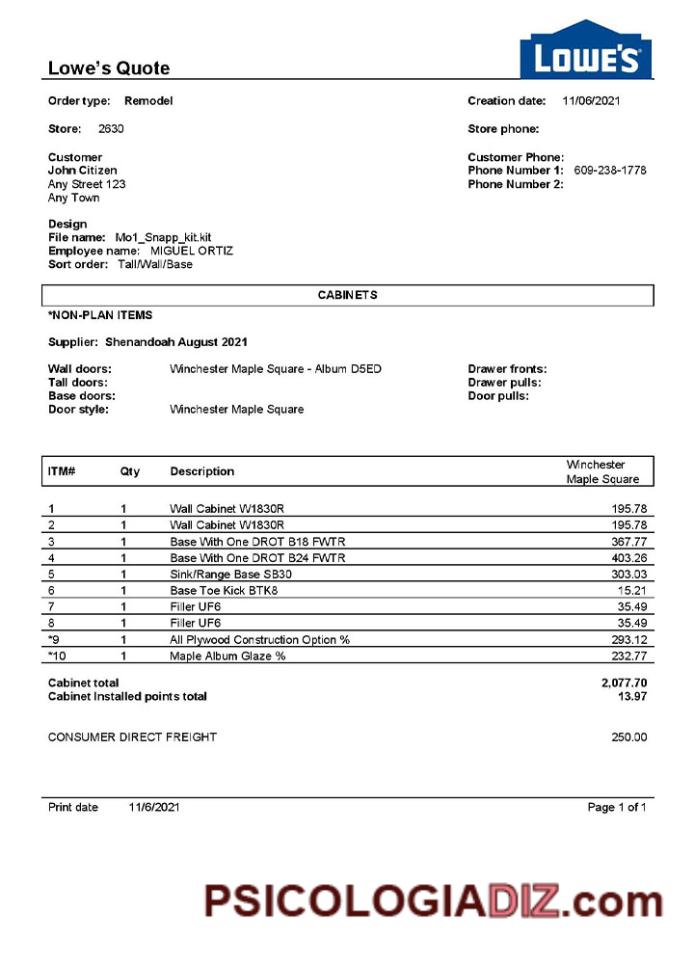 Lowe's Quote
LOWE'S
Order type: Remodel
Creation date: 11/06/2021
Store: 2630
Store phone:
Customer
John Citizen
Any Street 123
Any Town
Customer Phone:
Phone Number 1: 609-238-1778
Phone Number 2:
Design
File name: Mo1_Snapp_kit.kit
Employee name: MIGUEL ORTIZ
Sort order: Tall/Wall/Base
CABINETS
*NON-PLAN ITEMS
Supplier: Shenandoah August 2021
Wall doors: Winchester Maple Square - Album D5ED
Tall doors:
Base doors:
Door style: Winchester Maple Square
Drawer fronts:
Drawer pulls:
Door pulls:
ITM# Qty Description Winchester Maple Square
1 1 Wall Cabinet W1830R 195.78
2 1 Wall Cabinet W1830R 195.78
3 1 Base With One DROT B18 FWTR 367.77
4 1 Base With One DROT B24 FWTR 403.26
5 1 Sink/Range Base SB30 303.03
6 1 Base Toe Kick BTK8 15.21
7 1 Filler UF6 35.49
8 1 Filler UF6 35.49
*9 1 All Plywood Construction Option % 293.12
*10 1 Maple Album Glaze % 232.77
Cabinet total 2,077.70
Cabinet Installed points total 13.97
CONSUMER DIRECT FREIGHT 250.00
Print date 11/6/2021 Page 1 of 1
PSICOLOGIADIZ.com